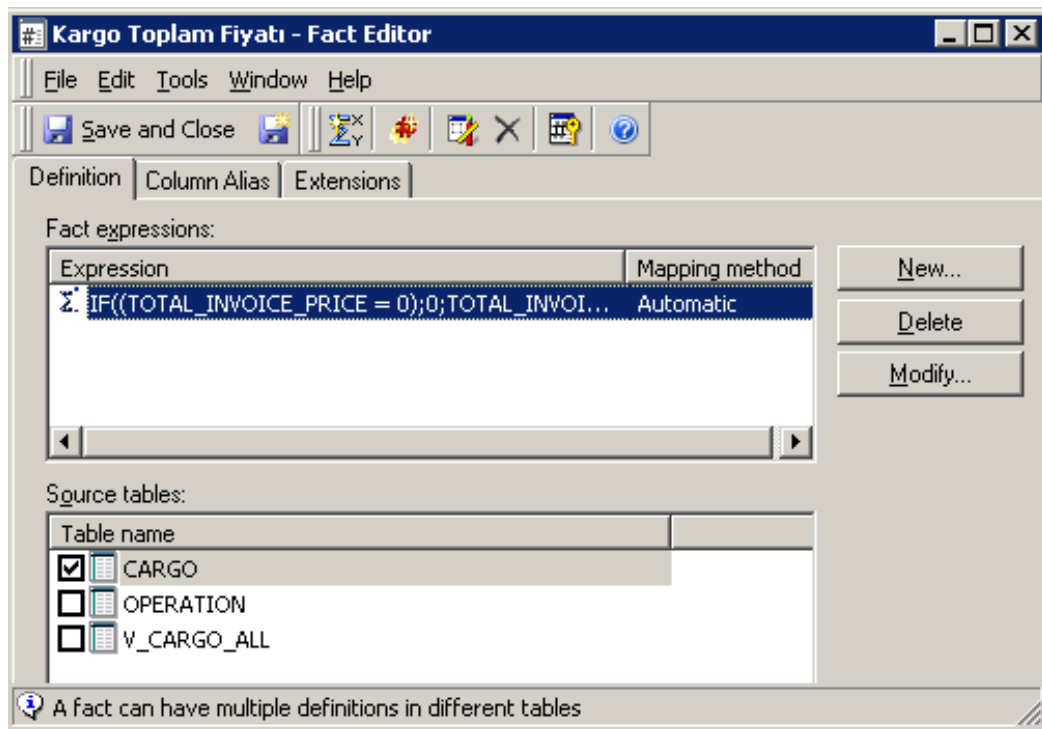 Kargo Toplam Fiyatı - Fact Editor
File Edit Tools Window Help
Save and Close
Definition Column Alias Extensions
Fact expressions:
Expression Mapping method
IF((TOTAL_INVOICE_PRICE = 0);0;TOTAL_INVOI... Automatic
New...
Delete
Modify...
Source tables:
Table name
CARGO
OPERATION
V_CARGO_ALL
A fact can have multiple definitions in different tables